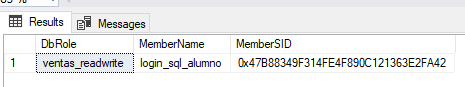 Results Messages
DbRole MemberName MemberSID
1 ventas_readwrite login_sql_alumno 0x47B88349F314FE4F890C121363E2FA42